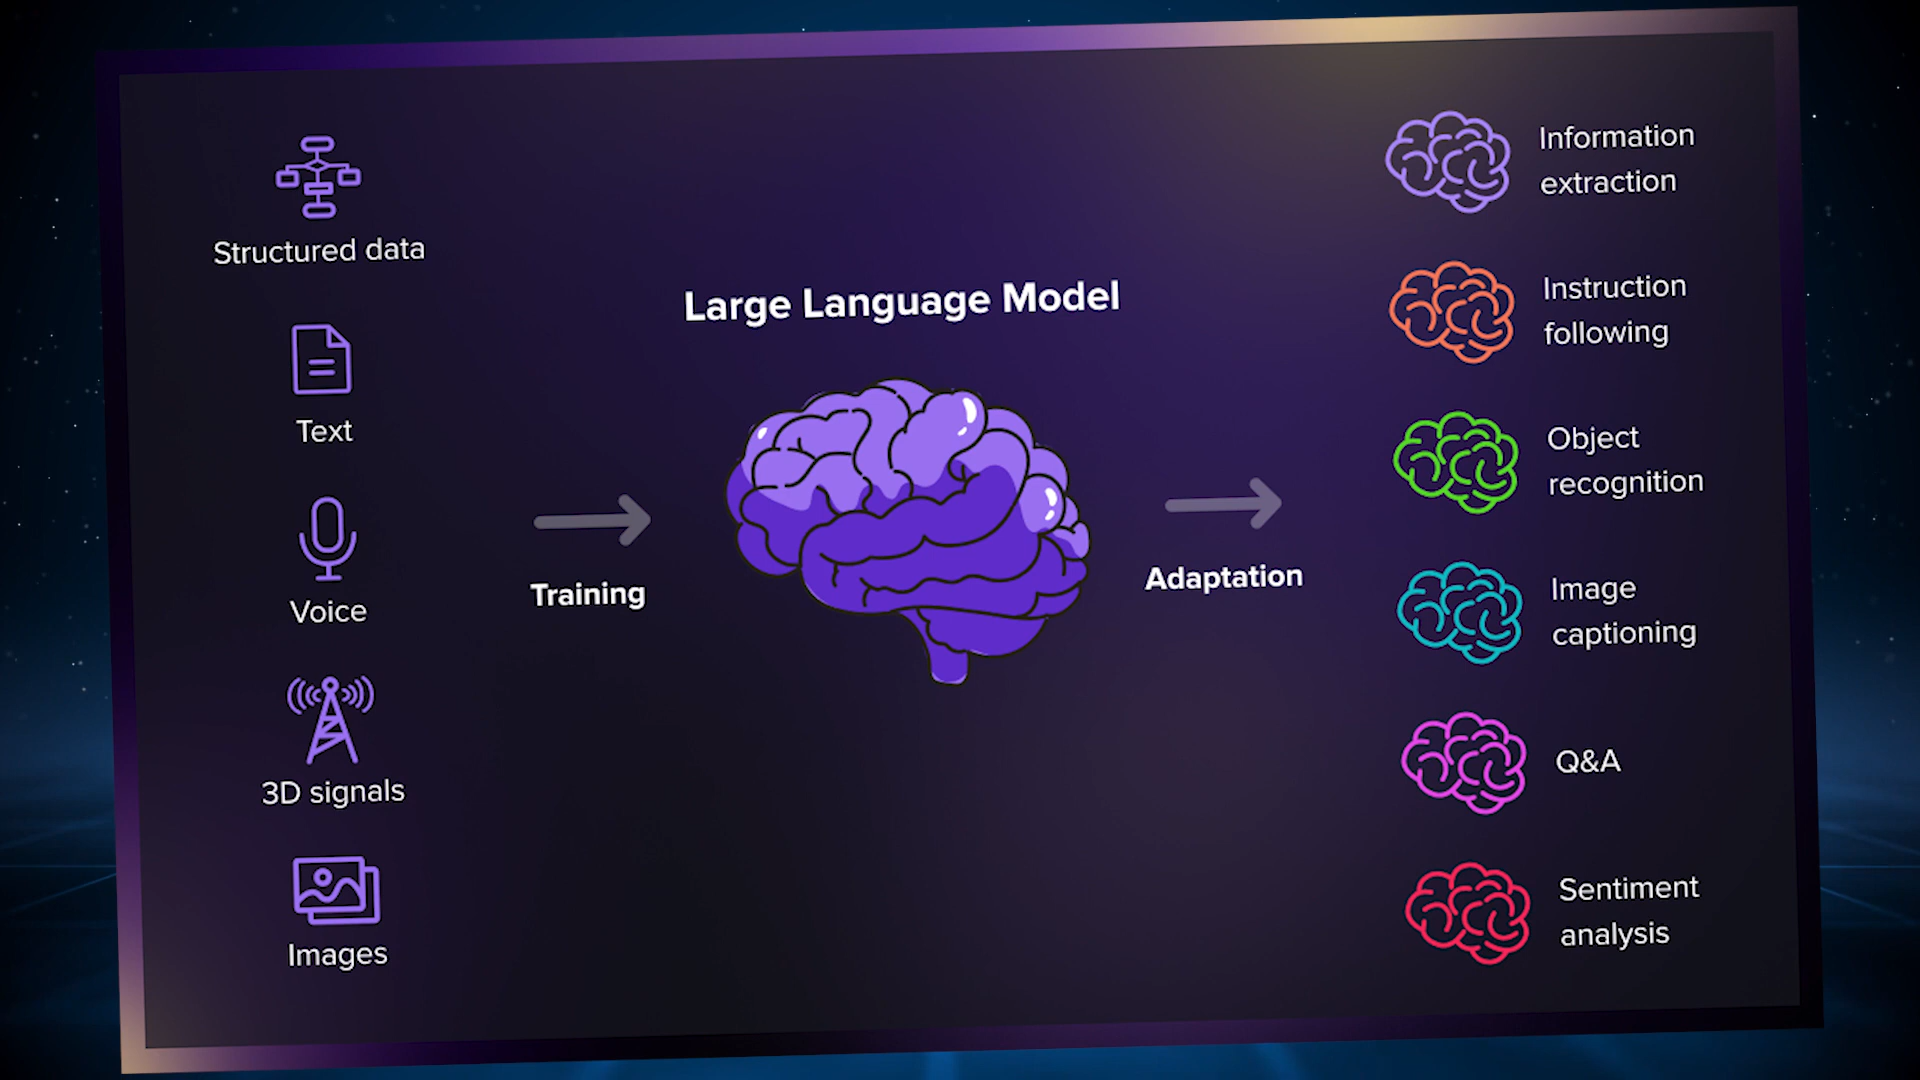 Structured data
Text
Voice
3D signals
Images
Training
Large Language Model
Adaptation
Information
extraction
Instruction
following
Object
recognition
Image
captioning
Q&A
Sentiment
analysis